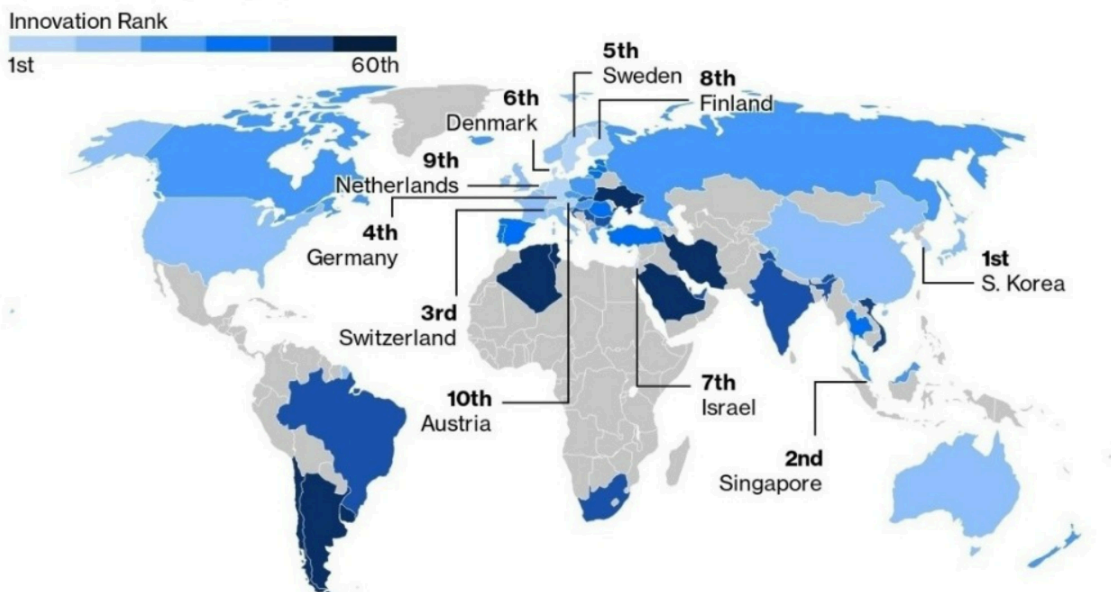 Innovation Rank
1st 60th
5th
Sweden
8th
Finland
6th
Denmark
9th
Netherlands
4th
Germany
3rd
Switzerland
10th
Austria
7th
Israel
2nd
Singapore
1st
S. Korea